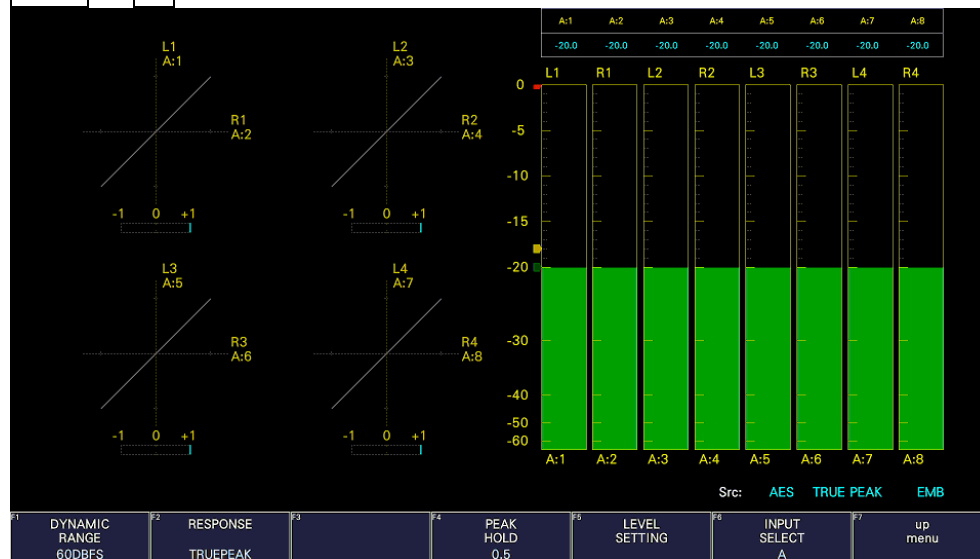 A:1 A:2 A:3 A:4 A:5 A:6 A:7 A:8
-20.0 -20.0 -20.0 -20.0 -20.0 -20.0 -20.0 -20.0
L1 R1 L2 R2 L3 R3 L4 R4
0
-5
-10
-15
-20
-30
-40
-50
-60
A:1 A:2 A:3 A:4 A:5 A:6 A:7 A:8
L1
A:1
R1
A:2
-1 0 +1
L2
A:3
R2
A:4
-1 0 +1
L3
A:5
R3
A:6
-1 0 +1
L4
A:7
R4
A:8
-1 0 +1
Src: AES TRUE PEAK EMB
F1 DYNAMIC
RANGE
60DBFS
F2 RESPONSE
TRUEPEAK
F3
F4 PEAK
HOLD
0.5
F5 LEVEL
SETTING
F6 INPUT
SELECT
A
F7 up
menu